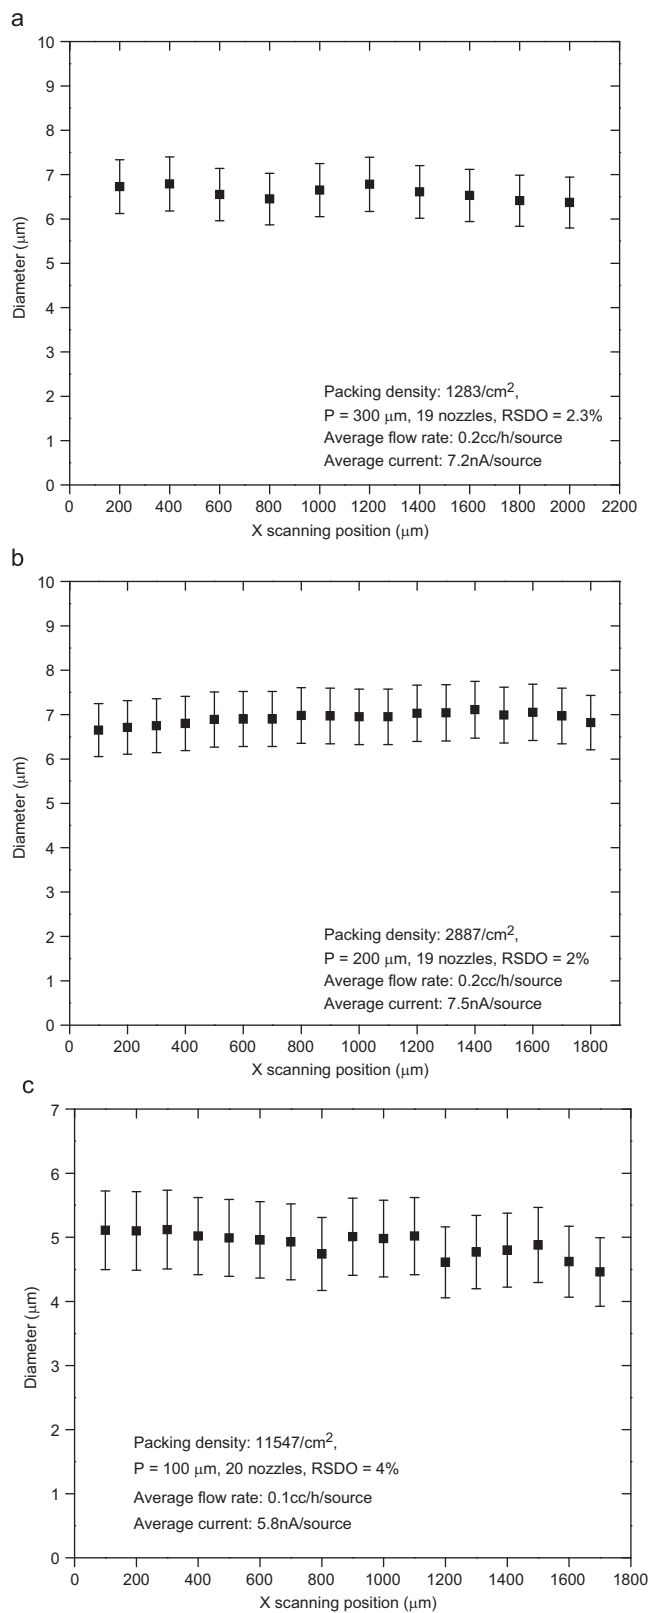 a
10
9
8
7
6
5
4
3
2
1
0
Diameter (μm)
Packing density: 1283/cm²,
P = 300 μm, 19 nozzles, RSDO = 2.3%
Average flow rate: 0.2cc/h/source
Average current: 7.2nA/source
0 200 400 600 800 1000 1200 1400 1600 1800 2000 2200
X scanning position (μm)
b
10
9
8
7
6
5
4
3
2
1
0
Diameter (μm)
Packing density: 2887/cm²,
P = 200 μm, 19 nozzles, RSDO = 2%
Average flow rate: 0.2cc/h/source
Average current: 7.5nA/source
0 200 400 600 800 1000 1200 1400 1600 1800
X scanning position (μm)
c
7
6
5
4
3
2
1
0
Diameter (μm)
Packing density: 11547/cm²,
P = 100 μm, 20 nozzles, RSDO = 4%
Average flow rate: 0.1cc/h/source
Average current: 5.8nA/source
0 200 400 600 800 1000 1200 1400 1600 1800
X scanning position (μm)